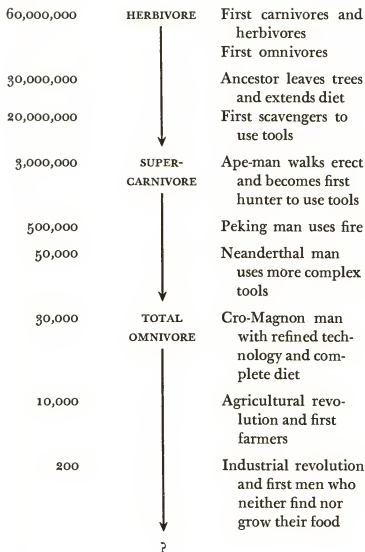 60,000,000 HERBIVORE First carnivores and
herbivores
First omnivores
30,000,000 Ancestor leaves trees
and extends diet
20,000,000 First scavengers to
use tools
3,000,000 SUPER- Ape-man walks erect
CARNIVORE and becomes first
hunter to use tools
500,000 Peking man uses fire
50,000 Neanderthal man
uses more complex
tools
30,000 TOTAL Cro-Magnon man
OMNIVORE with refined tech-
nology and com-
plete diet
10,000 Agricultural revo-
lution and first
farmers
200 Industrial revolution
and first men who
neither find nor
grow their food
?